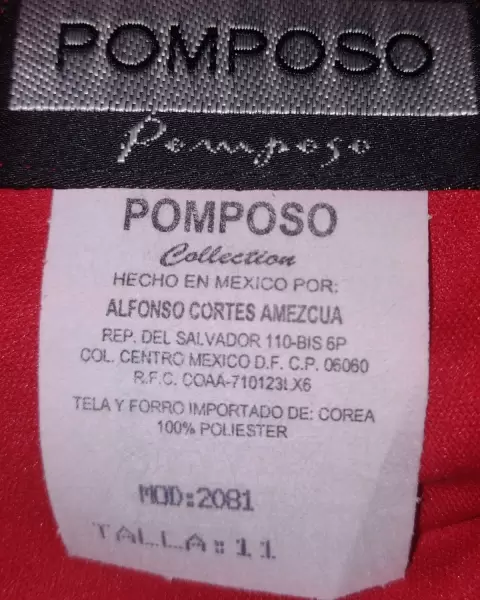 POMPOSO
Pomposo
POMPOSO
Collection
HECHO EN MEXICO POR:
ALFONSO CORTES AMEZCUA
REP. DEL SALVADOR 110-BIS 6P
COL. CENTRO MEXICO D.F. C.P. 06060
R.F.C. COAA-710123LX6
TELA Y FORRO IMPORTADO DE: COREA
100% POLIESTER
MOD:2081
TALLA:11